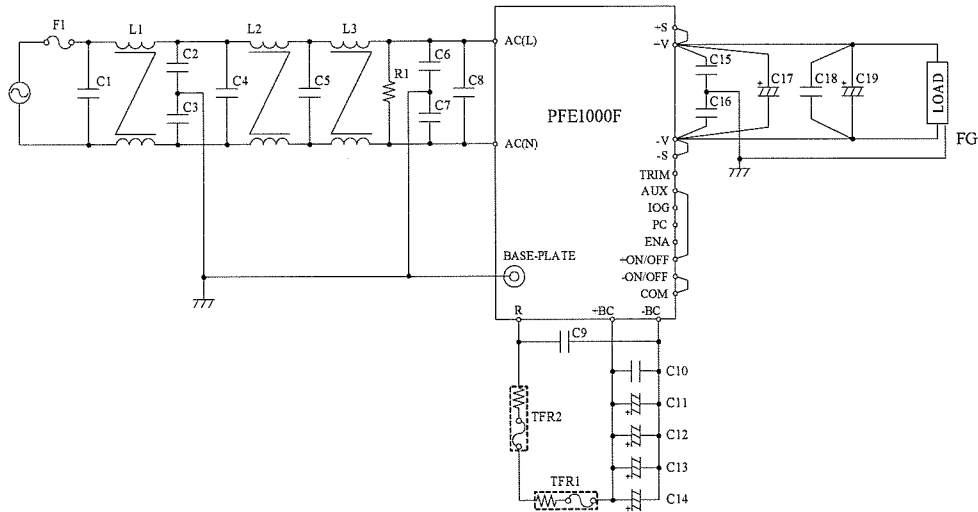 F1
L1
L2
L3
C1
C2
C3
C4
C5
R1
C6
C7
C8
AC(L)
AC(N)
PFE1000F
BASE-PLATE
R
+BC
-BC
+S
+V
-V
-S
TRIM
AUX
IOG
PC
ENA
+ON/OFF
-ON/OFF
COM
C15
C16
+
C17
C18
+
C19
LOAD
FG
C9
C10
+
C11
+
C12
+
C13
+
C14
TFR2
TFR1